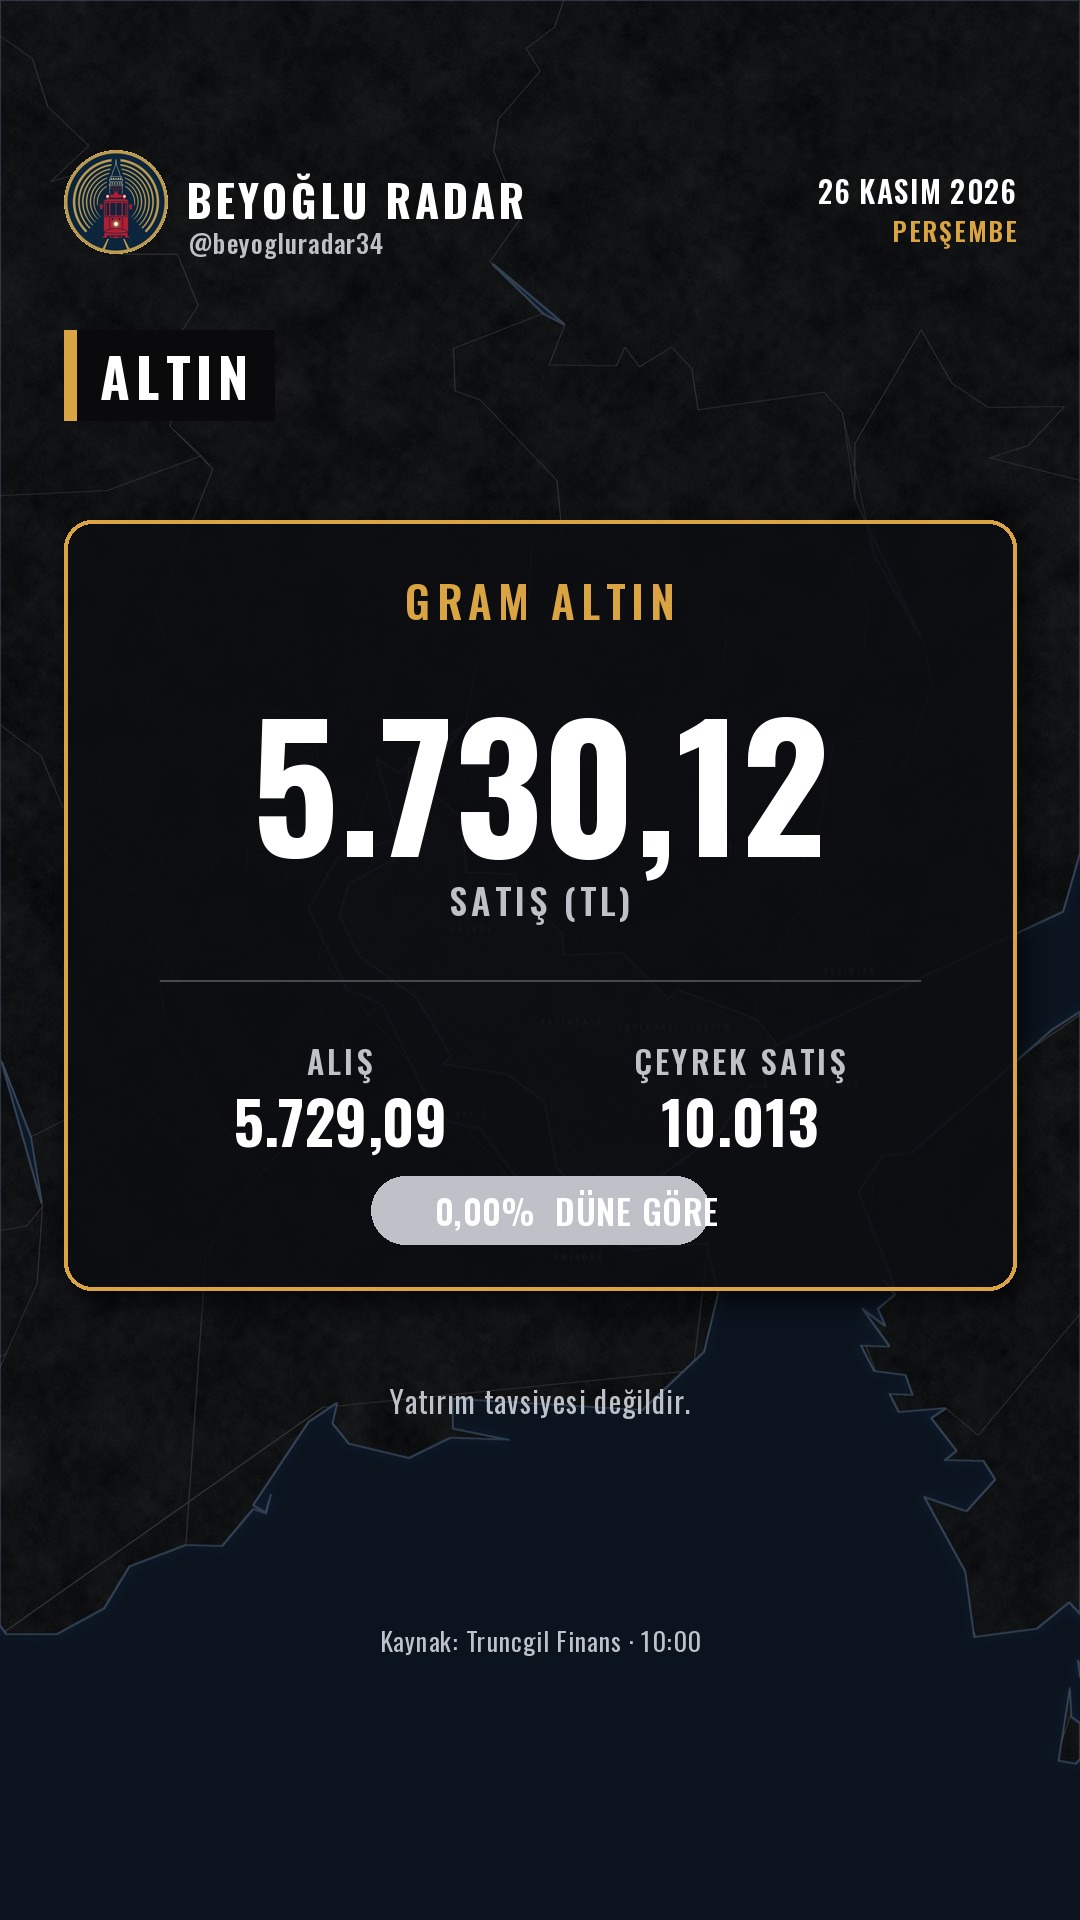 BEYOĞLU RADAR
@beyogluradar34
26 KASIM 2026
PERŞEMBE
ALTIN
GRAM ALTIN
5.730,12
SATIŞ (TL)
ALIŞ
ÇEYREK SATIŞ
5.729,09
10.013
0,00% DÜNE GÖRE
Yatırım tavsiyesi değildir.
Kaynak: Truncgil Finans · 10:00